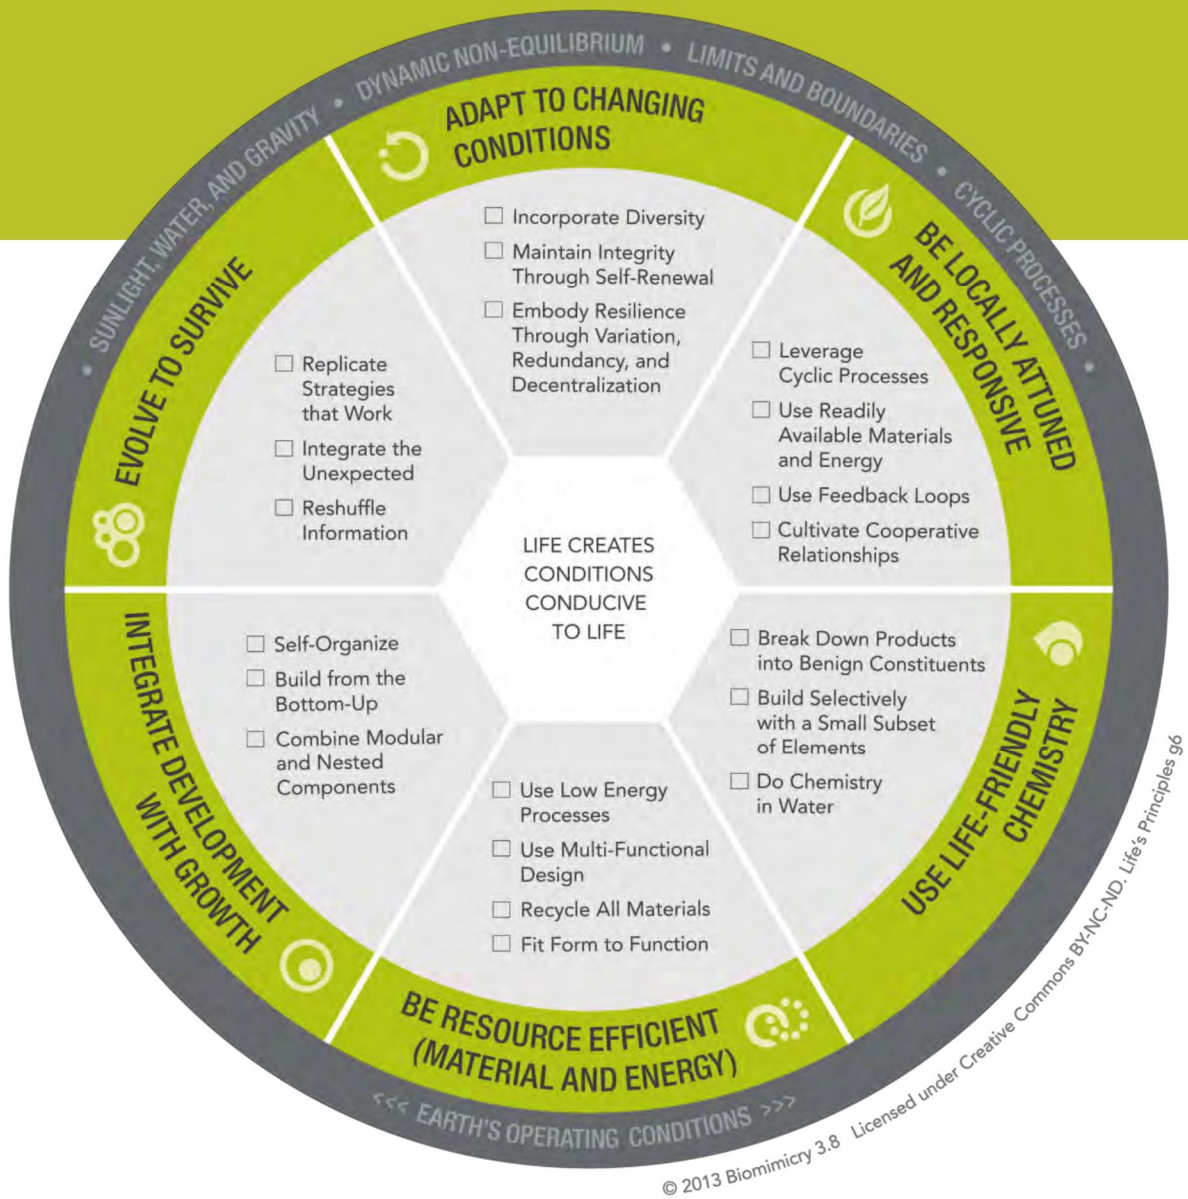 • SUNLIGHT, WATER, AND GRAVITY • DYNAMIC NON-EQUILIBRIUM • LIMITS AND BOUNDARIES • CYCLIC PROCESSES •
ADAPT TO CHANGING
CONDITIONS
Incorporate Diversity
Maintain Integrity
Through Self-Renewal
Embody Resilience
Through Variation,
Redundancy, and
Decentralization
BE LOCALLY ATTUNED
AND RESPONSIVE
Leverage
Cyclic Processes
Use Readily
Available Materials
and Energy
Use Feedback Loops
Cultivate Cooperative
Relationships
USE LIFE-FRIENDLY
CHEMISTRY
Break Down Products
into Benign Constituents
Build Selectively
with a Small Subset
of Elements
Do Chemistry
in Water
BE RESOURCE EFFICIENT
(MATERIAL AND ENERGY)
Use Low Energy
Processes
Use Multi-Functional
Design
Recycle All Materials
Fit Form to Function
INTEGRATE DEVELOPMENT
WITH GROWTH
Self-Organize
Build from the
Bottom-Up
Combine Modular
and Nested
Components
EVOLVE TO SURVIVE
Replicate
Strategies
that Work
Integrate the
Unexpected
Reshuffle
Information
LIFE CREATES
CONDITIONS
CONDUCIVE
TO LIFE
<<< EARTH'S OPERATING CONDITIONS >>>
© 2013 Biomimicry 3.8 Licensed under Creative Commons BY-NC-ND. Life's Principles g6